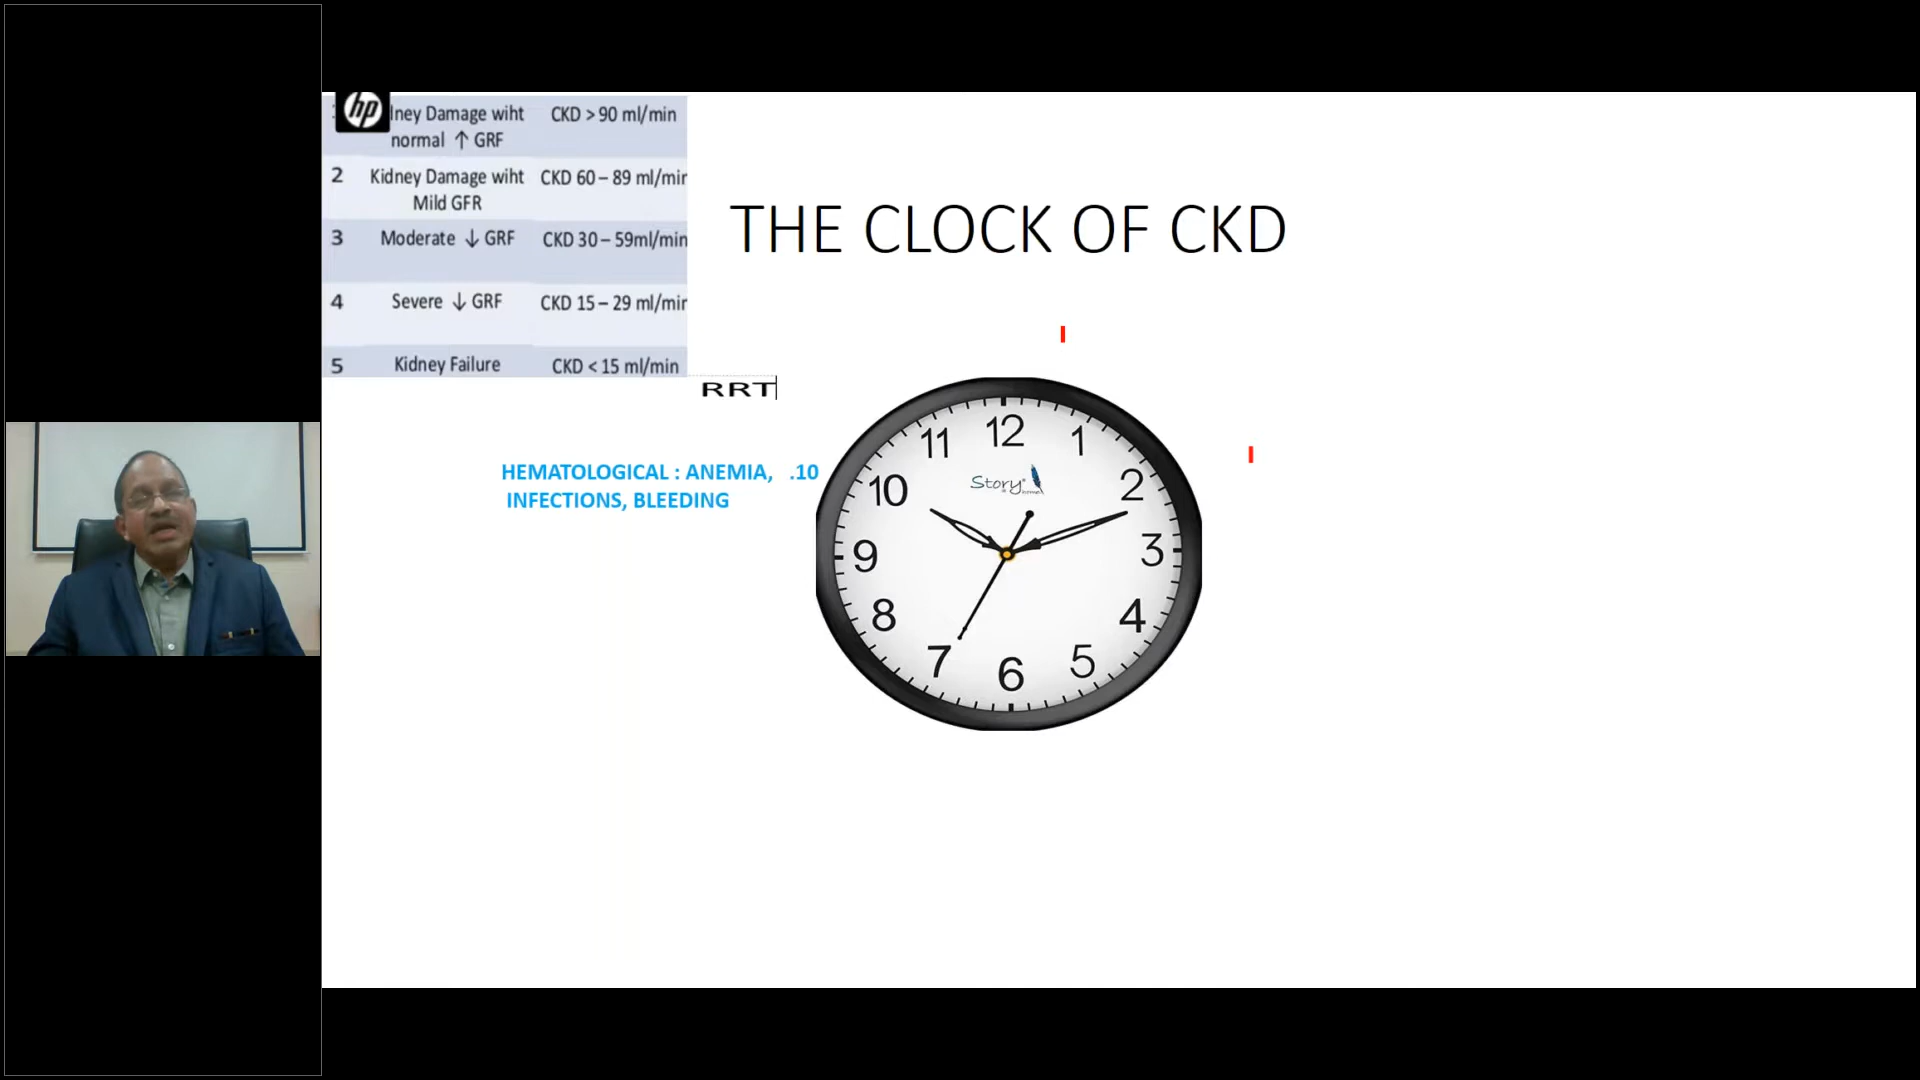 hp
ney Damage wiht CKD > 90 ml/min
normal ↑ GRF
2 Kidney Damage wiht CKD 60 – 89 ml/min
Mild GFR
3 Moderate ↓ GRF CKD 30 – 59ml/min
4 Severe ↓ GRF CKD 15 – 29 ml/min
5 Kidney Failure CKD < 15 ml/min
RRT
THE CLOCK OF CKD
HEMATOLOGICAL : ANEMIA, .10
INFECTIONS, BLEEDING
12
11 1
10 2
Story
9 3
8 4
7 5
6